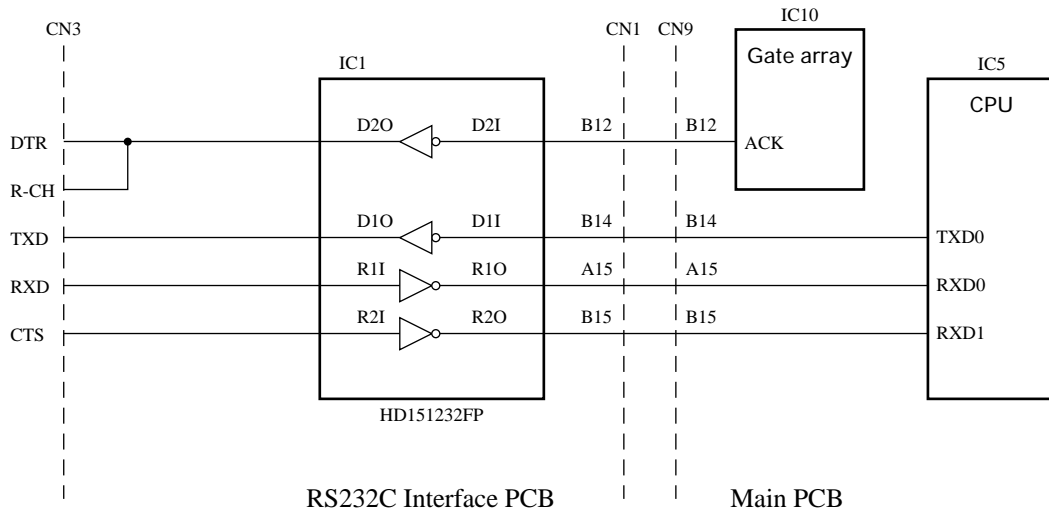 IC10
CN3 CN1 CN9
IC1 Gate array IC5
CPU
DTR D2O D2I B12 B12 ACK
R-CH
TXD D1O D1I B14 B14 TXD0
RXD R1I R1O A15 A15 RXD0
CTS R2I R2O B15 B15 RXD1
HD151232FP
RS232C Interface PCB Main PCB